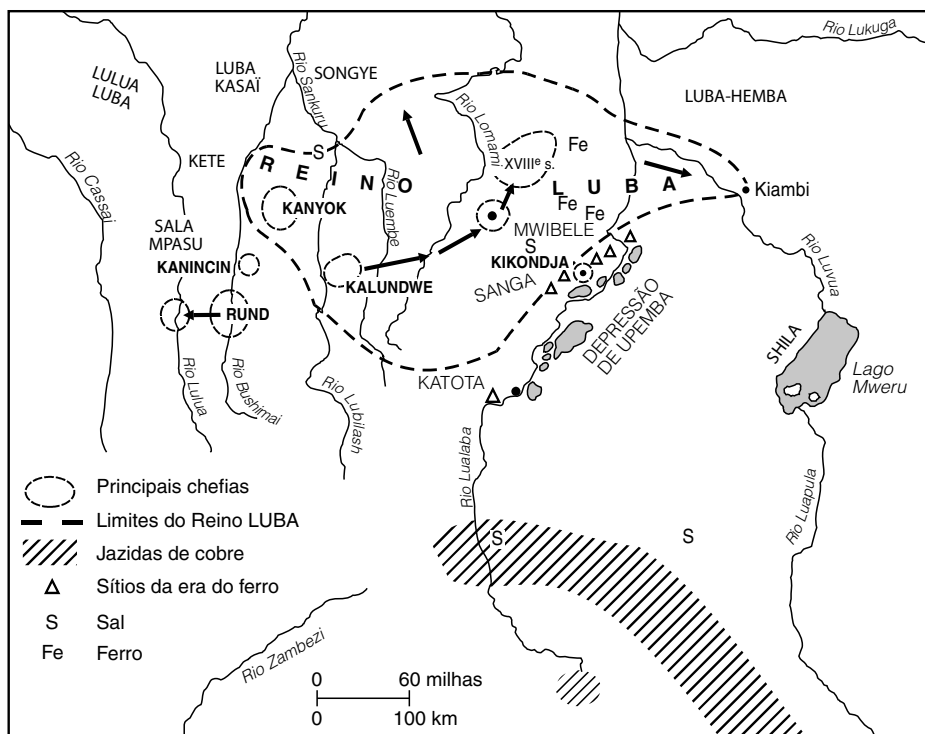 Rio Lukuga
LULUA
LUBA
LUBA
KASAÏ
SONGYE
Rio Sankuru
Rio Lomami
LUBA-HEMBA
Rio Cassai
KETE
S
REINO
XVIIIᵉ s.
Fe
LUBA
Fe
Fe
Kiambi
Rio Luembe
KANYOK
MWIBELE
S
SALA
MPASU
KANINCIN
KIKONDJA
SANGA
KALUNDWE
RUND
Rio Luvua
DEPRESSÃO
DE UPEMBA
SHILA
Lago
Mweru
KATOTA
Rio Lulua
Rio Bushimai
Rio Lubilash
Rio Lualaba
Rio Luapula
Principais chefias
Limites do Reino LUBA
Jazidas de cobre
Sítios da era do ferro
S Sal
Fe Ferro
S
S
Rio Zambezi
0 60 milhas
0 100 km